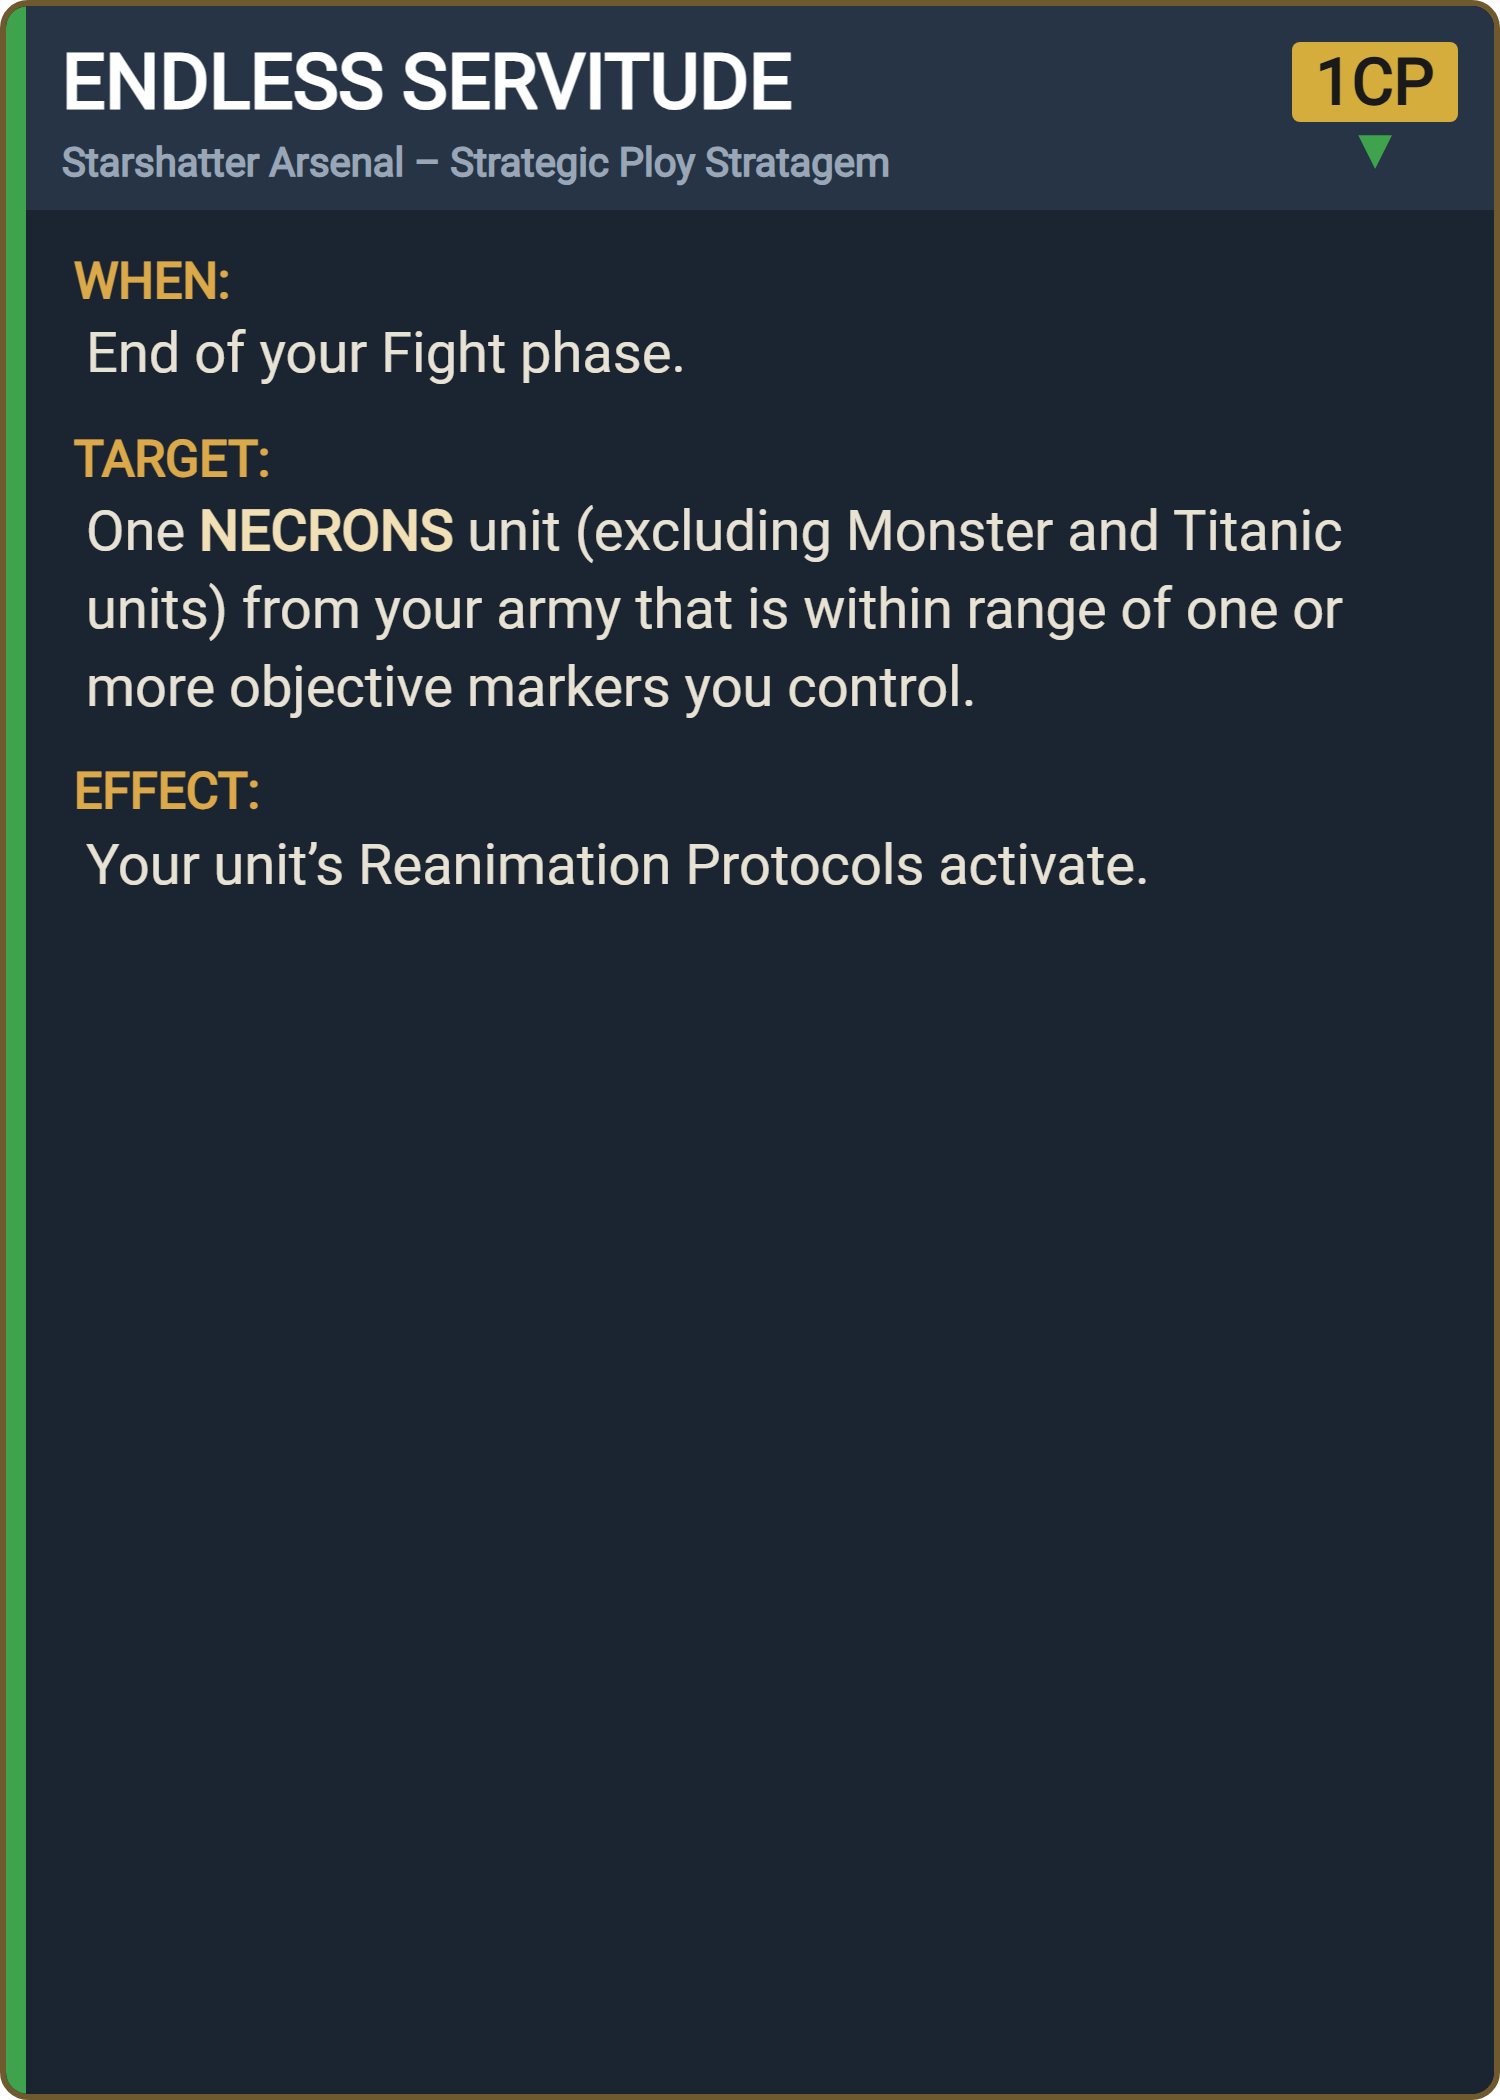 ENDLESS SERVITUDE
1CP
Starshatter Arsenal – Strategic Ploy Stratagem
WHEN:
End of your Fight phase.
TARGET:
One NECRONS unit (excluding Monster and Titanic
units) from your army that is within range of one or
more objective markers you control.
EFFECT:
Your unit’s Reanimation Protocols activate.